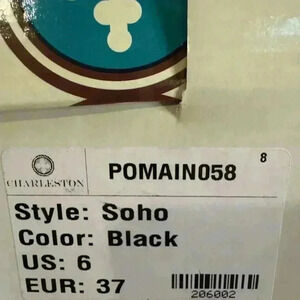 8
POMAIN058
CHARLESTON
Style: Soho
Color: Black
US: 6
EUR: 37
206002